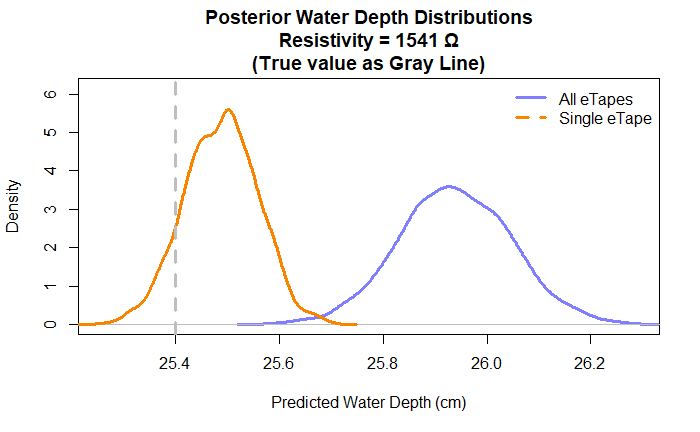 Posterior Water Depth Distributions
Resistivity = 1541 Ω
(True value as Gray Line)
All eTapes
Single eTape
Density
6
5
4
3
2
1
0
25.4 25.6 25.8 26.0 26.2
Predicted Water Depth (cm)